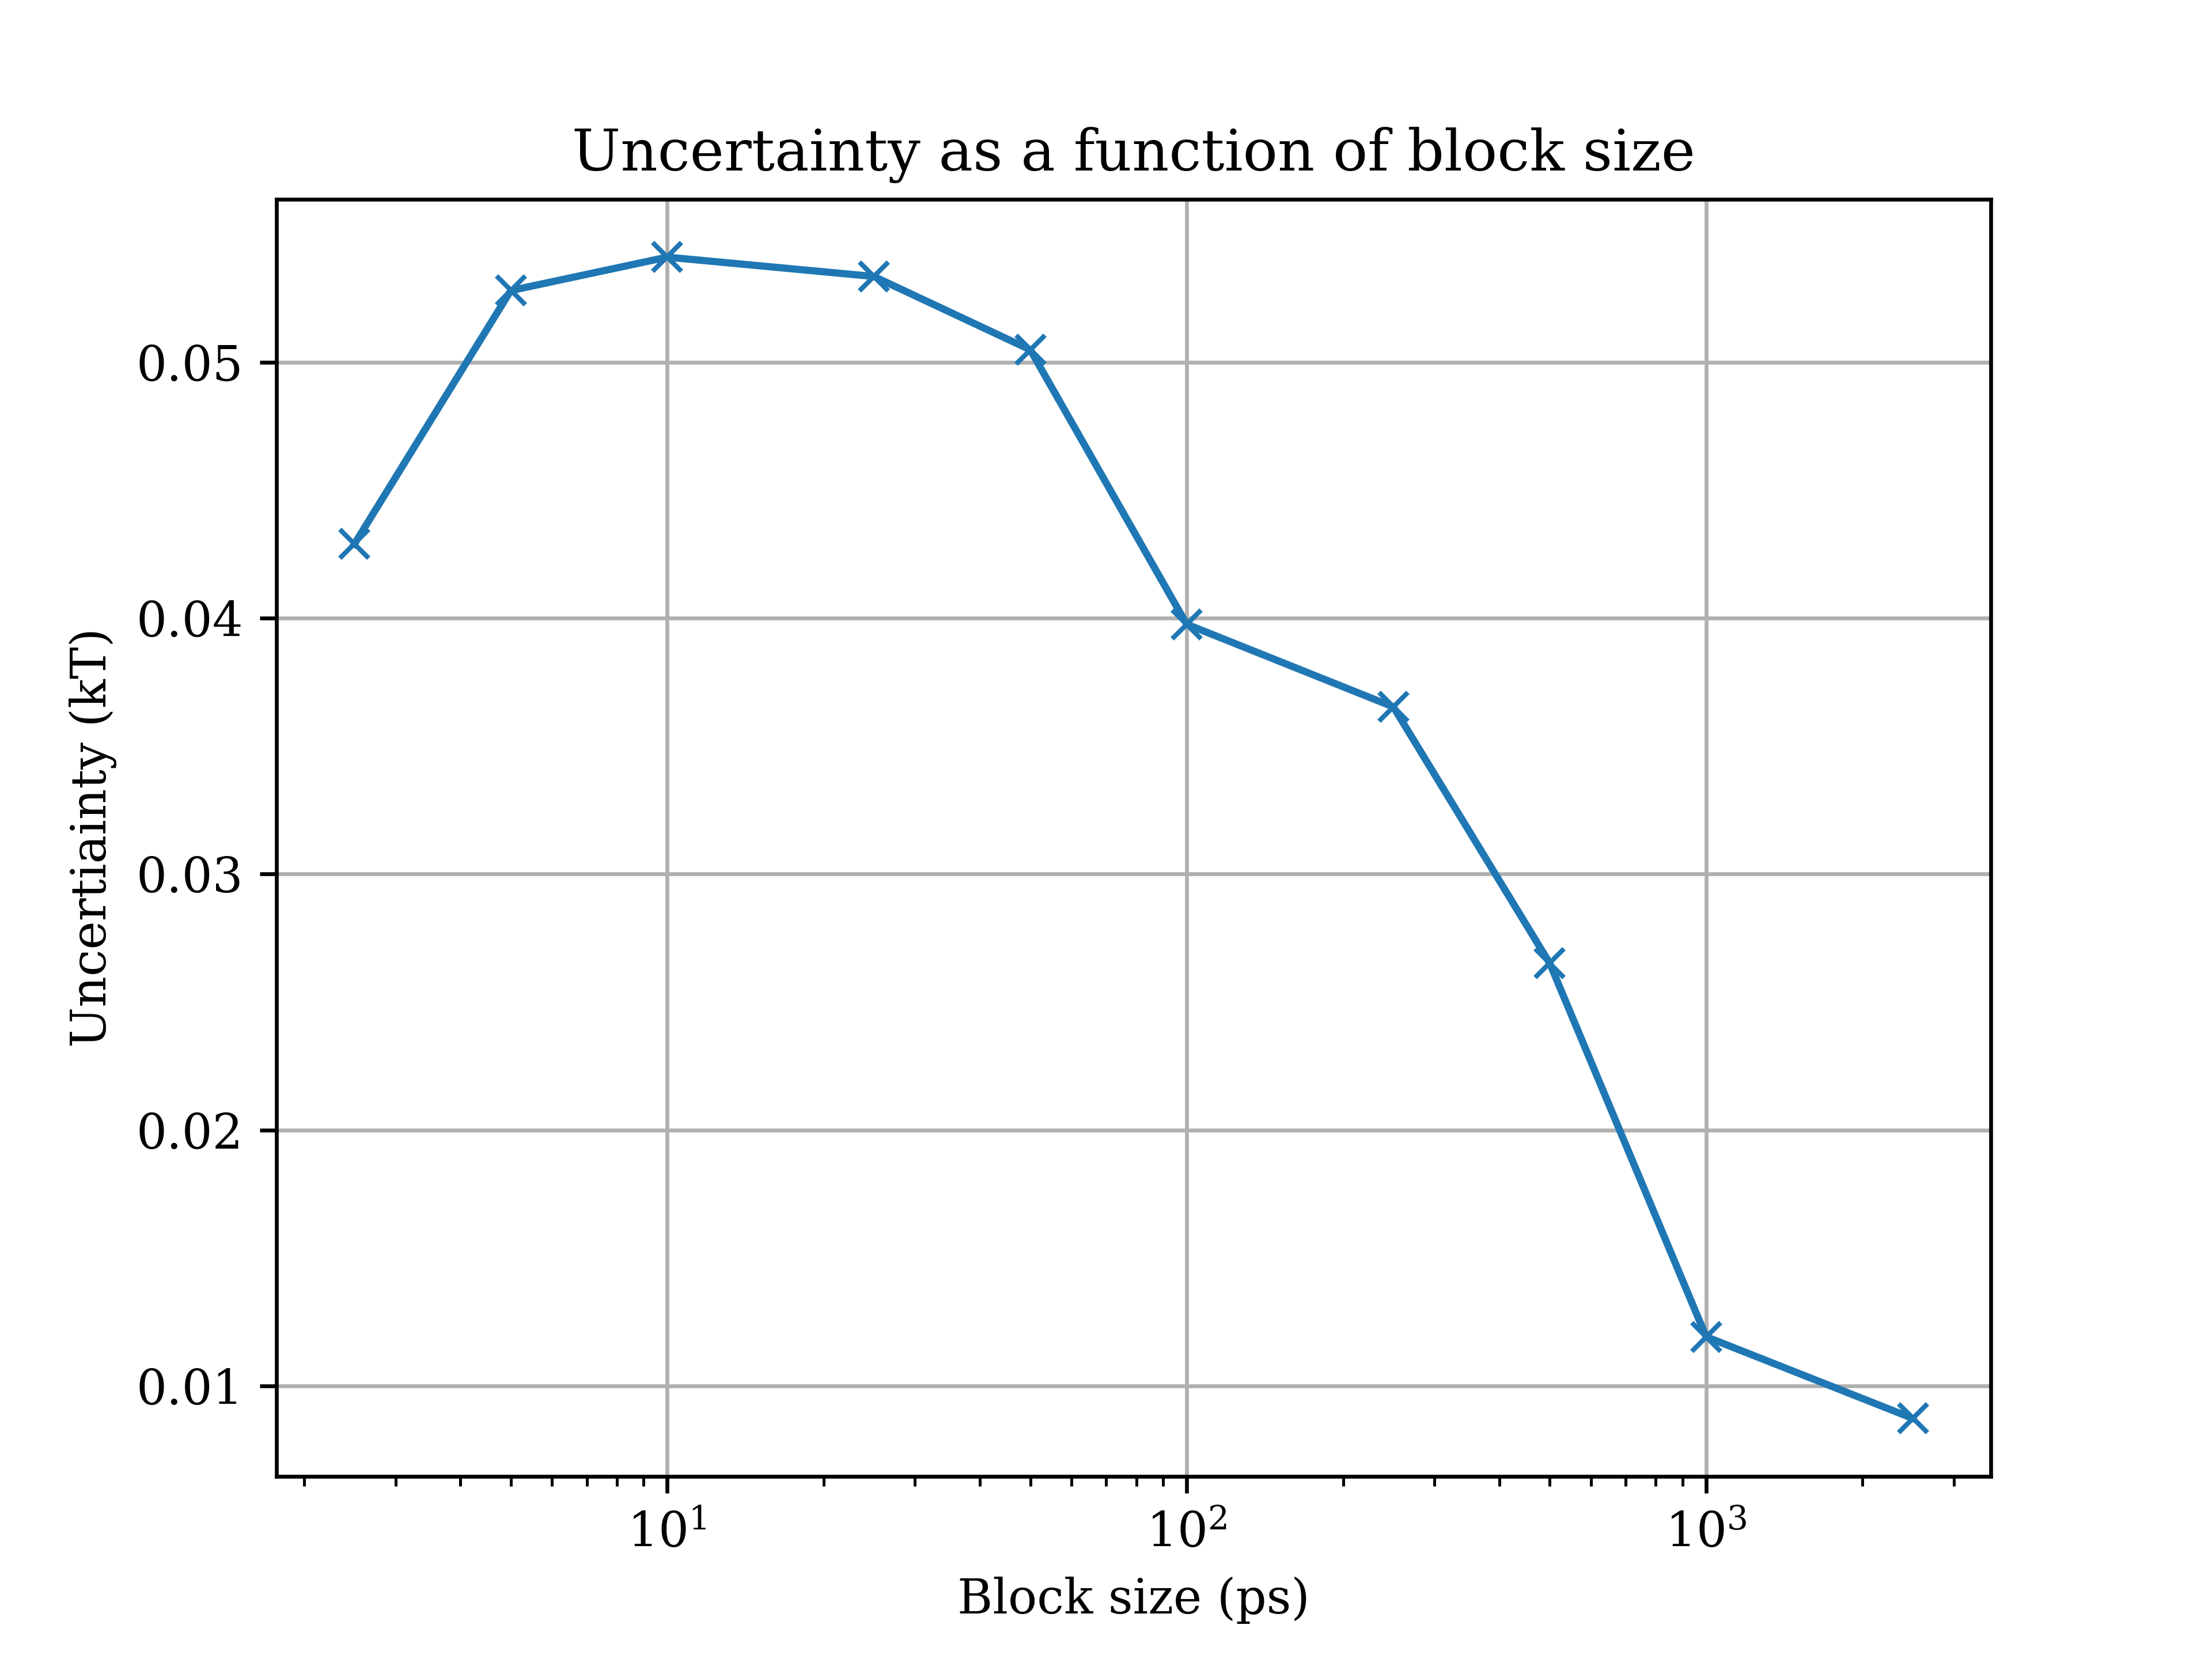 Uncertainty as a function of block size
Uncertiainty (kT)
0.05
0.04
0.03
0.02
0.01
10¹ 10² 10³
Block size (ps)